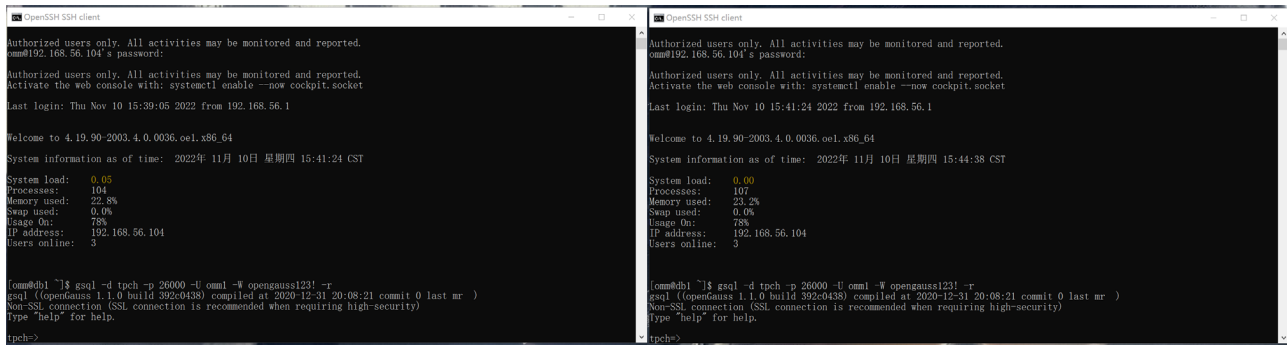 OpenSSH SSH client
Authorized users only. All activities may be monitored and reported.
omm@192.168.56.104's password:
Authorized users only. All activities may be monitored and reported.
Activate the web console with: systemctl enable --now cockpit.socket
Last login: Thu Nov 10 15:39:05 2022 from 192.168.56.1
Welcome to 4.19.90-2003.4.0.0036.oe1.x86_64
System information as of time:  2022年 11月 10日 星期四 15:41:24 CST
System load:    0.05
Processes:      104
Memory used:    22.8%
Swap used:      0.0%
Usage On:       78%
IP address:     192.168.56.104
Users online:   3
[omm@db1 ~]$ gsql -d tpch -p 26000 -U omm1 -W opengauss123! -r
gsql ((openGauss 1.1.0 build 392c0438) compiled at 2020-12-31 20:08:21 commit 0 last mr  )
Non-SSL connection (SSL connection is recommended when requiring high-security)
Type "help" for help.
tpch=>
OpenSSH SSH client
Authorized users only. All activities may be monitored and reported.
omm@192.168.56.104's password:
Authorized users only. All activities may be monitored and reported.
Activate the web console with: systemctl enable --now cockpit.socket
Last login: Thu Nov 10 15:41:24 2022 from 192.168.56.1
Welcome to 4.19.90-2003.4.0.0036.oe1.x86_64
System information as of time:  2022年 11月 10日 星期四 15:44:38 CST
System load:    0.00
Processes:      107
Memory used:    23.2%
Swap used:      0.0%
Usage On:       78%
IP address:     192.168.56.104
Users online:   3
[omm@db1 ~]$ gsql -d tpch -p 26000 -U omm1 -W opengauss123! -r
gsql ((openGauss 1.1.0 build 392c0438) compiled at 2020-12-31 20:08:21 commit 0 last mr  )
Non-SSL connection (SSL connection is recommended when requiring high-security)
Type "help" for help.
tpch=>